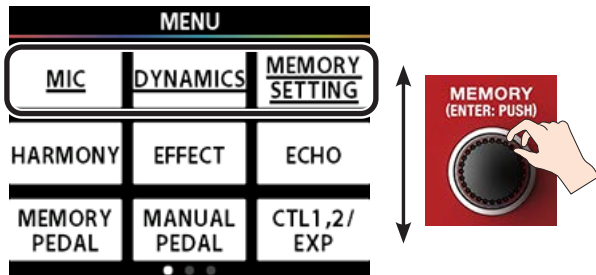 MENU
MIC
DYNAMICS
MEMORY
SETTING
HARMONY
EFFECT
ECHO
MEMORY
PEDAL
MANUAL
PEDAL
CTL1,2/
EXP
MEMORY
(ENTER: PUSH)